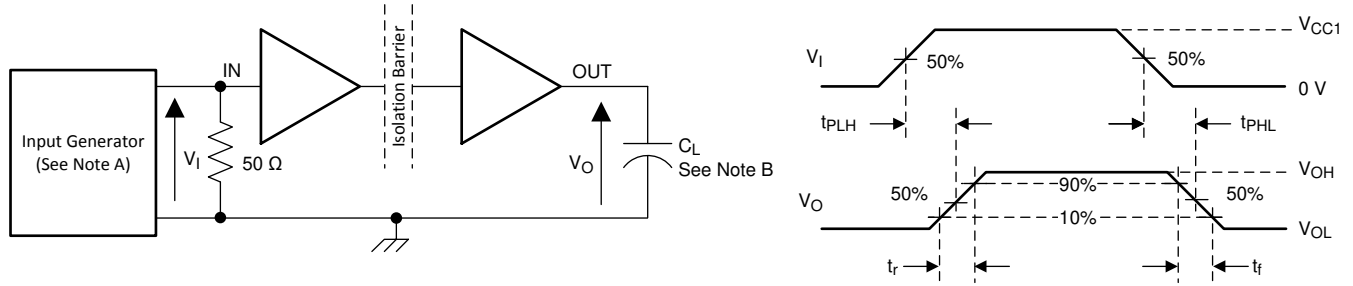 Input Generator
(See Note A)
V_I
IN
50 Ω
Isolation Barrier
OUT
V_O
C_L
See Note B
V_I
50%
50%
V_CC1
0 V
t_PLH
t_PHL
V_O
50%
90%
10%
50%
V_OH
V_OL
t_r
t_f